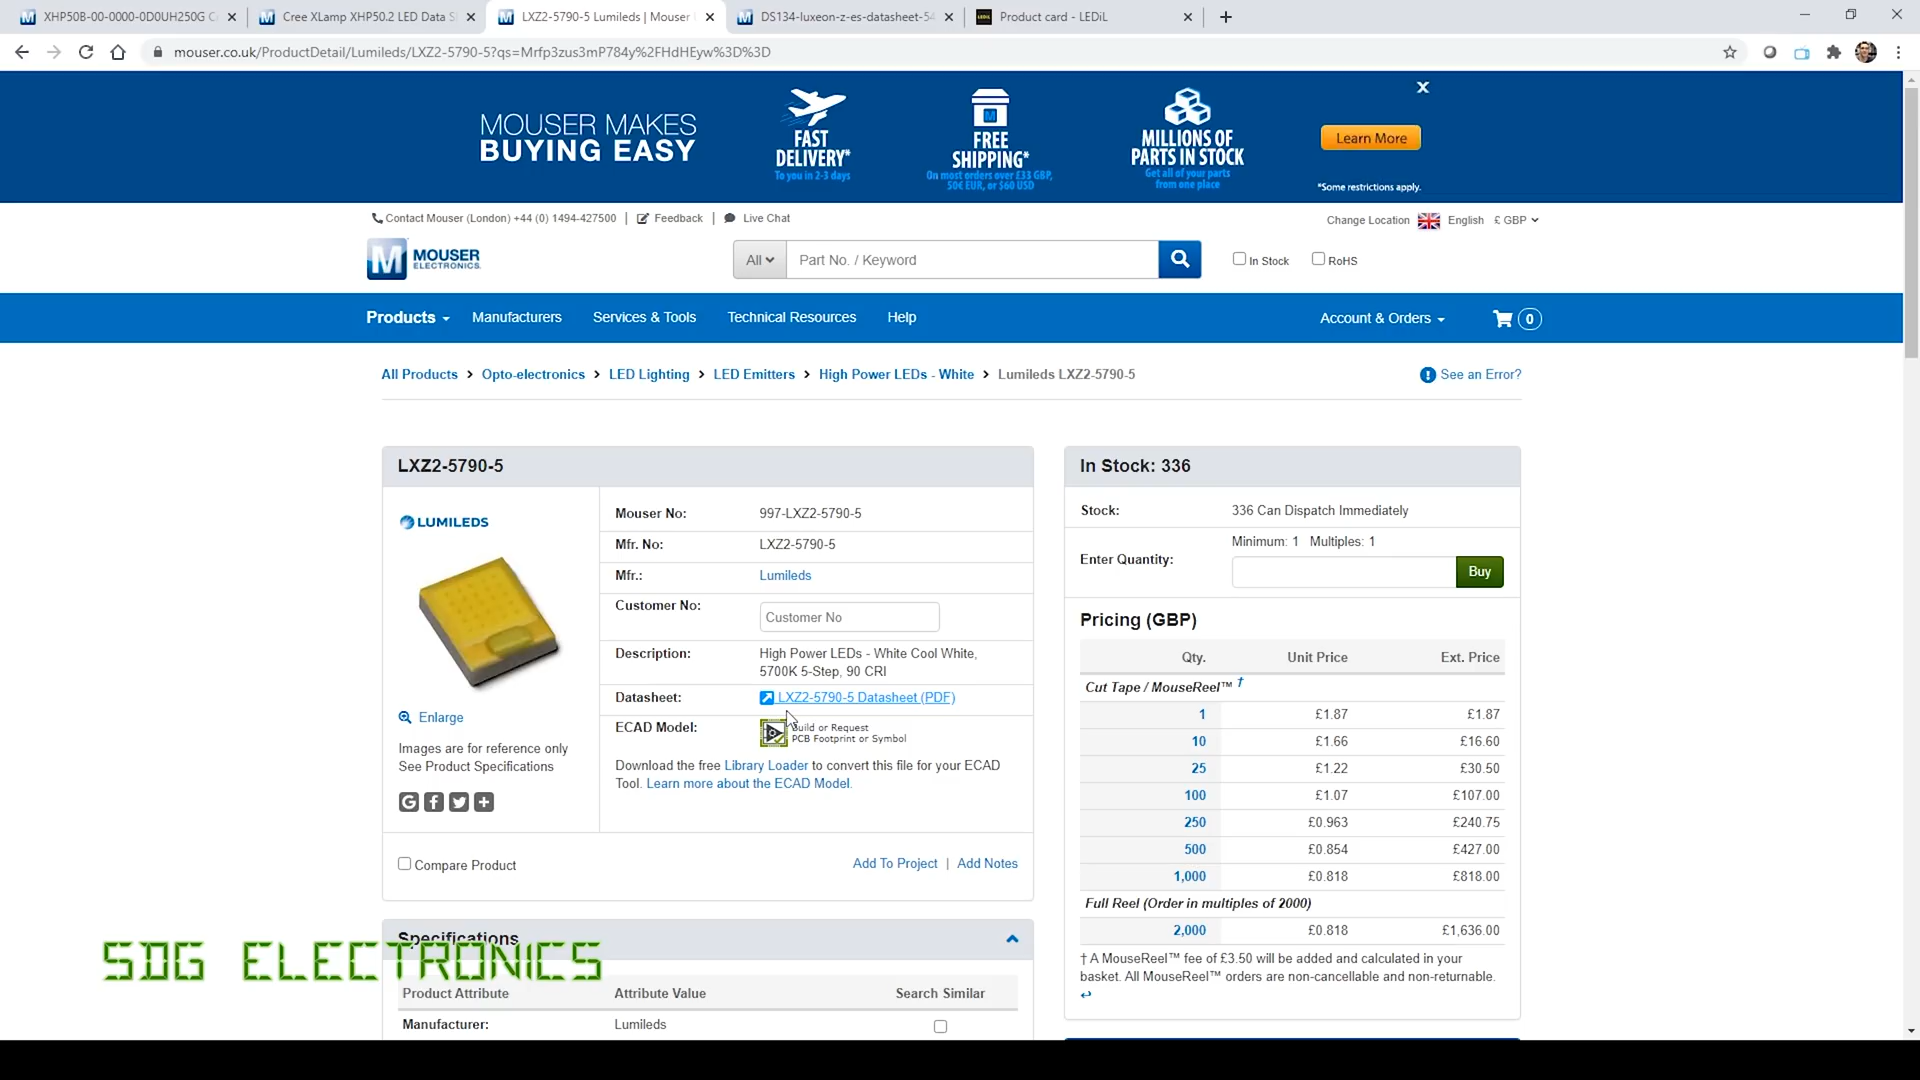 XHP50B-00-0000-0D0UH250G C
Cree XLamp XHP50.2 LED Data S
LXZ2-5790-5 Lumileds | Mouser
DS134-luxeon-z-es-datasheet-54
Product card - LEDiL
mouser.co.uk/ProductDetail/Lumileds/LXZ2-5790-5?qs=Mrfp3zus3mP784y%2FHdHEyw%3D%3D
MOUSER MAKES
BUYING EASY
FAST
DELIVERY*
To you in 2-3 days
FREE
SHIPPING*
On most orders over £33 GBP,
50€ EUR, or $60 USD
MILLIONS OF
PARTS IN STOCK
Get all of your parts
from one place
X
Learn More
*Some restrictions apply.
Contact Mouser (London) +44 (0) 1494-427500 | Feedback | Live Chat
Change Location English £ GBP
M MOUSER
ELECTRONICS
All
Part No. / Keyword
In Stock
RoHS
Products
Manufacturers
Services & Tools
Technical Resources
Help
Account & Orders
0
All Products > Opto-electronics > LED Lighting > LED Emitters > High Power LEDs - White > Lumileds LXZ2-5790-5
See an Error?
LXZ2-5790-5
LUMILEDS
Enlarge
Images are for reference only
See Product Specifications
Mouser No: 997-LXZ2-5790-5
Mfr. No: LXZ2-5790-5
Mfr.: Lumileds
Customer No: Customer No
Description: High Power LEDs - White Cool White,
5700K 5-Step, 90 CRI
Datasheet: LXZ2-5790-5 Datasheet (PDF)
ECAD Model: Build or Request
PCB Footprint or Symbol
Download the free Library Loader to convert this file for your ECAD
Tool. Learn more about the ECAD Model.
Compare Product
Add To Project | Add Notes
In Stock: 336
Stock: 336 Can Dispatch Immediately
Minimum: 1 Multiples: 1
Enter Quantity:
Buy
Pricing (GBP)
Qty. Unit Price Ext. Price
Cut Tape / MouseReel™ †
1 £1.87 £1.87
10 £1.66 £16.60
25 £1.22 £30.50
100 £1.07 £107.00
250 £0.963 £240.75
500 £0.854 £427.00
1,000 £0.818 £818.00
Full Reel (Order in multiples of 2000)
2,000 £0.818 £1,636.00
† A MouseReel™ fee of £3.50 will be added and calculated in your
basket. All MouseReel™ orders are non-cancellable and non-returnable.
Specifications
SDG ELECTRONICS
Product Attribute Attribute Value Search Similar
Manufacturer: Lumileds